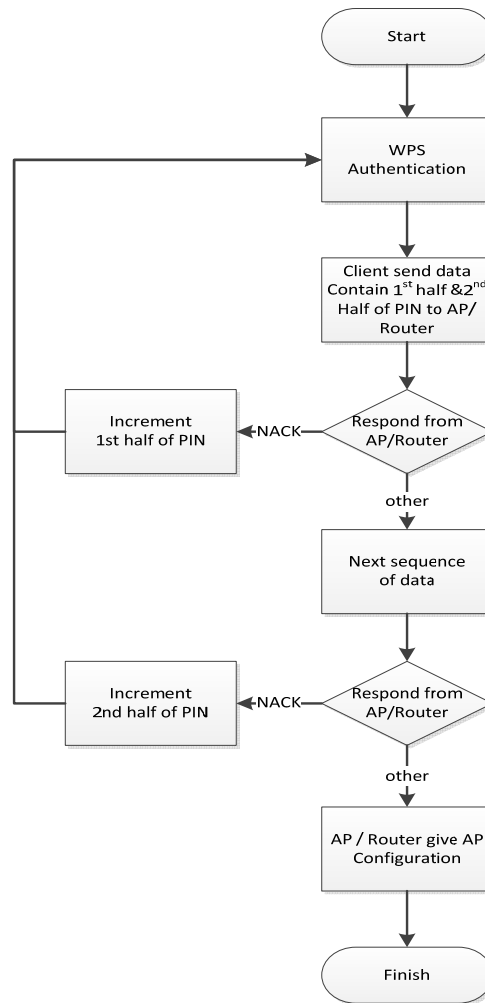 Start
WPS
Authentication
Client send data
Contain 1st half &2nd
Half of PIN to AP/
Router
Increment
1st half of PIN
NACK
Respond from
AP/Router
other
Next sequence
of data
Increment
2nd half of PIN
NACK
Respond from
AP/Router
other
AP / Router give AP
Configuration
Finish